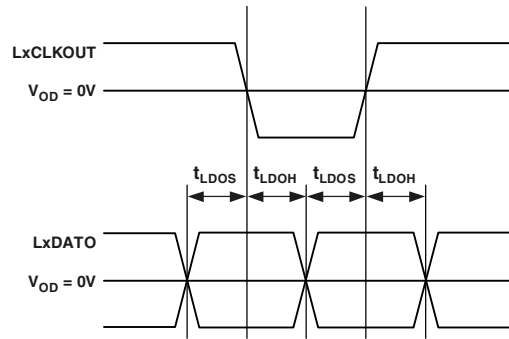 LxCLKOUT
V_OD = 0V
t_LDOS t_LDOH t_LDOS t_LDOH
LxDATO
V_OD = 0V